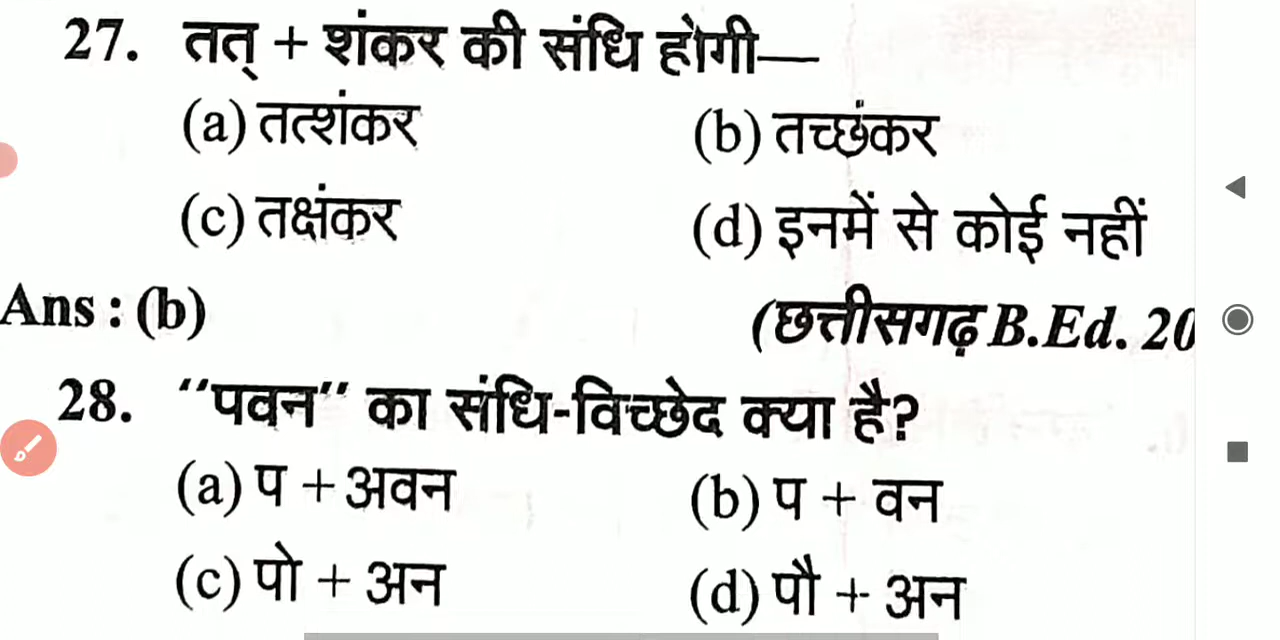 27. तत् + शंकर की संधि होगी—
(a) तत्शंकर (b) तच्छंकर
(c) तक्षंकर (d) इनमें से कोई नहीं
Ans : (b) (छत्तीसगढ़ B.Ed. 20
28. ‘‘पवन’’ का संधि-विच्छेद क्या है?
(a) प + अवन (b) प + वन
(c) पो + अन (d) पौ + अन